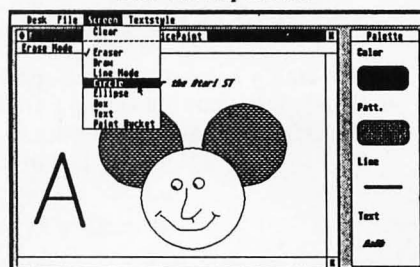 Desk File Screen Textstyle
Clear
Palette
Erase Mode
Eraser
Draw
Line Mode
Circle
Ellipse
Box
Text
Paint Bucket
the Atari ST
A
Color
Patt.
Line
Text